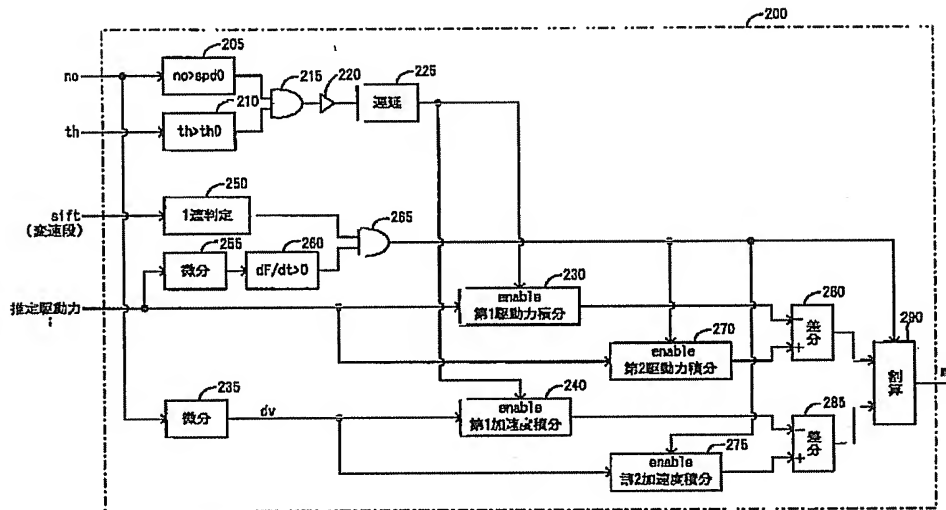 200
205
no
no>spd0
215
220
225
遅延
210
th
th>th0
250
sift
(変速段)
1速判定
265
255
260
微分
dF/dt>0
推定駆動力
230
enable
第1駆動力積分
280
差分
-
+
290
割算
m
270
enable
第2駆動力積分
235
微分
dv
240
enable
第1加速度積分
285
差分
-
+
275
enable
第2加速度積分